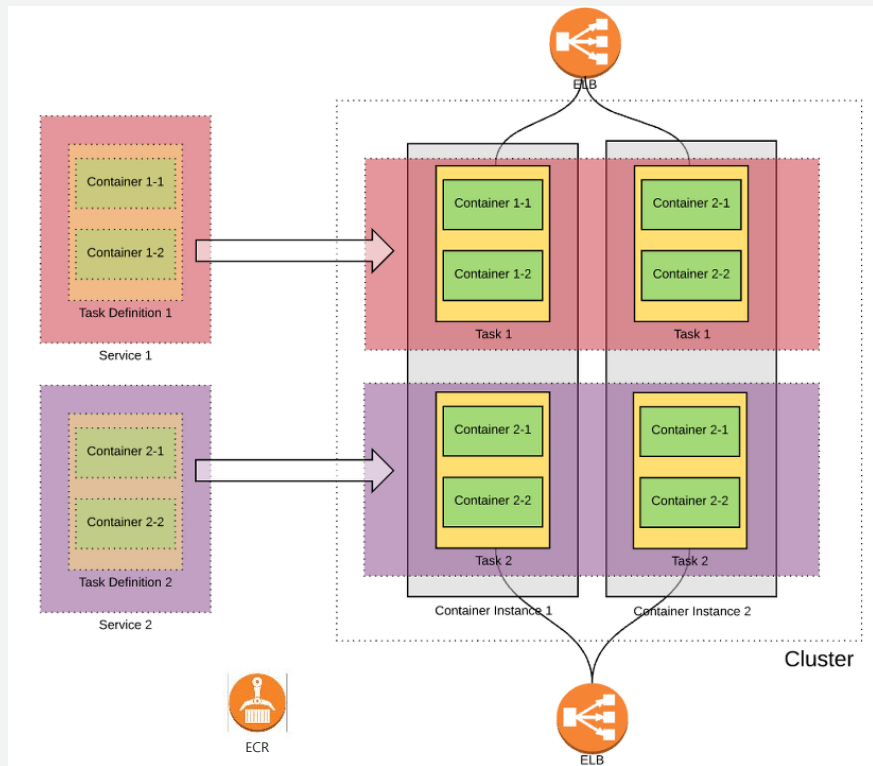 ELB
Container 1-1
Container 1-2
Task Definition 1
Service 1
Container 1-1
Container 2-1
Container 1-2
Container 2-2
Task 1
Task 1
Container 2-1
Container 2-2
Task Definition 2
Service 2
Container 2-1
Container 2-1
Container 2-2
Container 2-2
Task 2
Task 2
Container Instance 1
Container Instance 2
Cluster
ECR
ELB